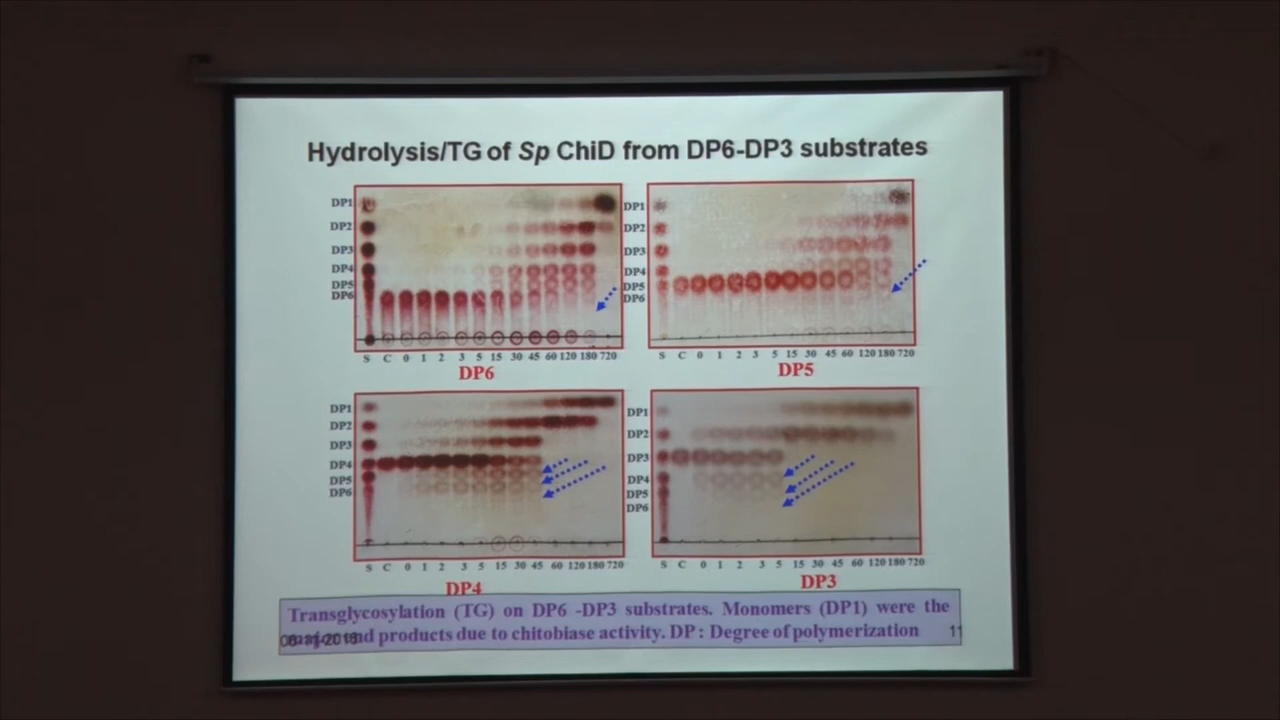 Hydrolysis/TG of Sp ChiD from DP6-DP3 substrates
DP1
DP2
DP3
DP4
DP5
DP6
S C 0 1 2 3 5 15 30 45 60 120 180 720
DP6
DP1
DP2
DP3
DP4
DP5
DP6
S C 0 1 2 3 5 15 30 45 60 120 180 720
DP5
DP1
DP2
DP3
DP4
DP5
DP6
S C 0 1 2 3 5 15 30 45 60 120 180 720
DP4
DP1
DP2
DP3
DP4
DP5
DP6
S C 0 1 2 3 5 15 30 45 60 120 180 720
DP3
Transglycosylation (TG) on DP6 -DP3 substrates. Monomers (DP1) were the
products due to chitobiase activity. DP : Degree of polymerization
11